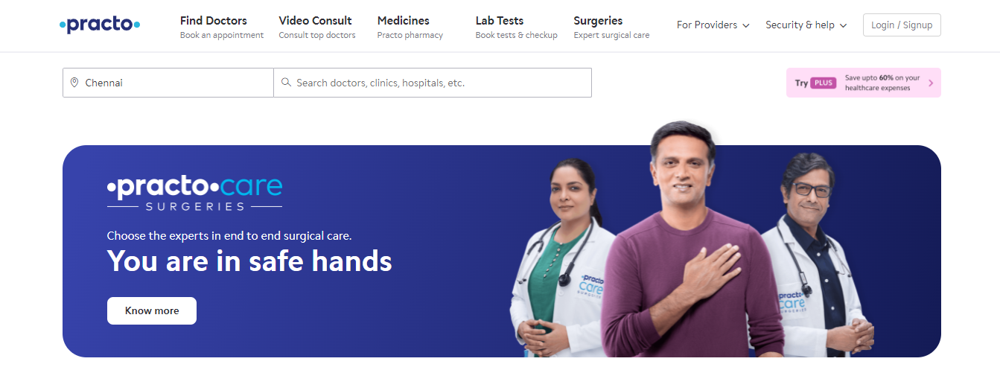 practo
Find Doctors
Book an appointment
Video Consult
Consult top doctors
Medicines
Practo pharmacy
Lab Tests
Book tests & checkup
Surgeries
Expert surgical care
For Providers
Security & help
Login / Signup
Chennai
Search doctors, clinics, hospitals, etc.
Try PLUS
Save upto 60% on your
healthcare expenses
practo care
SURGERIES
Choose the experts in end to end surgical care.
You are in safe hands
Know more
practo
care
SURGERIES
practo
care
SURGERIES